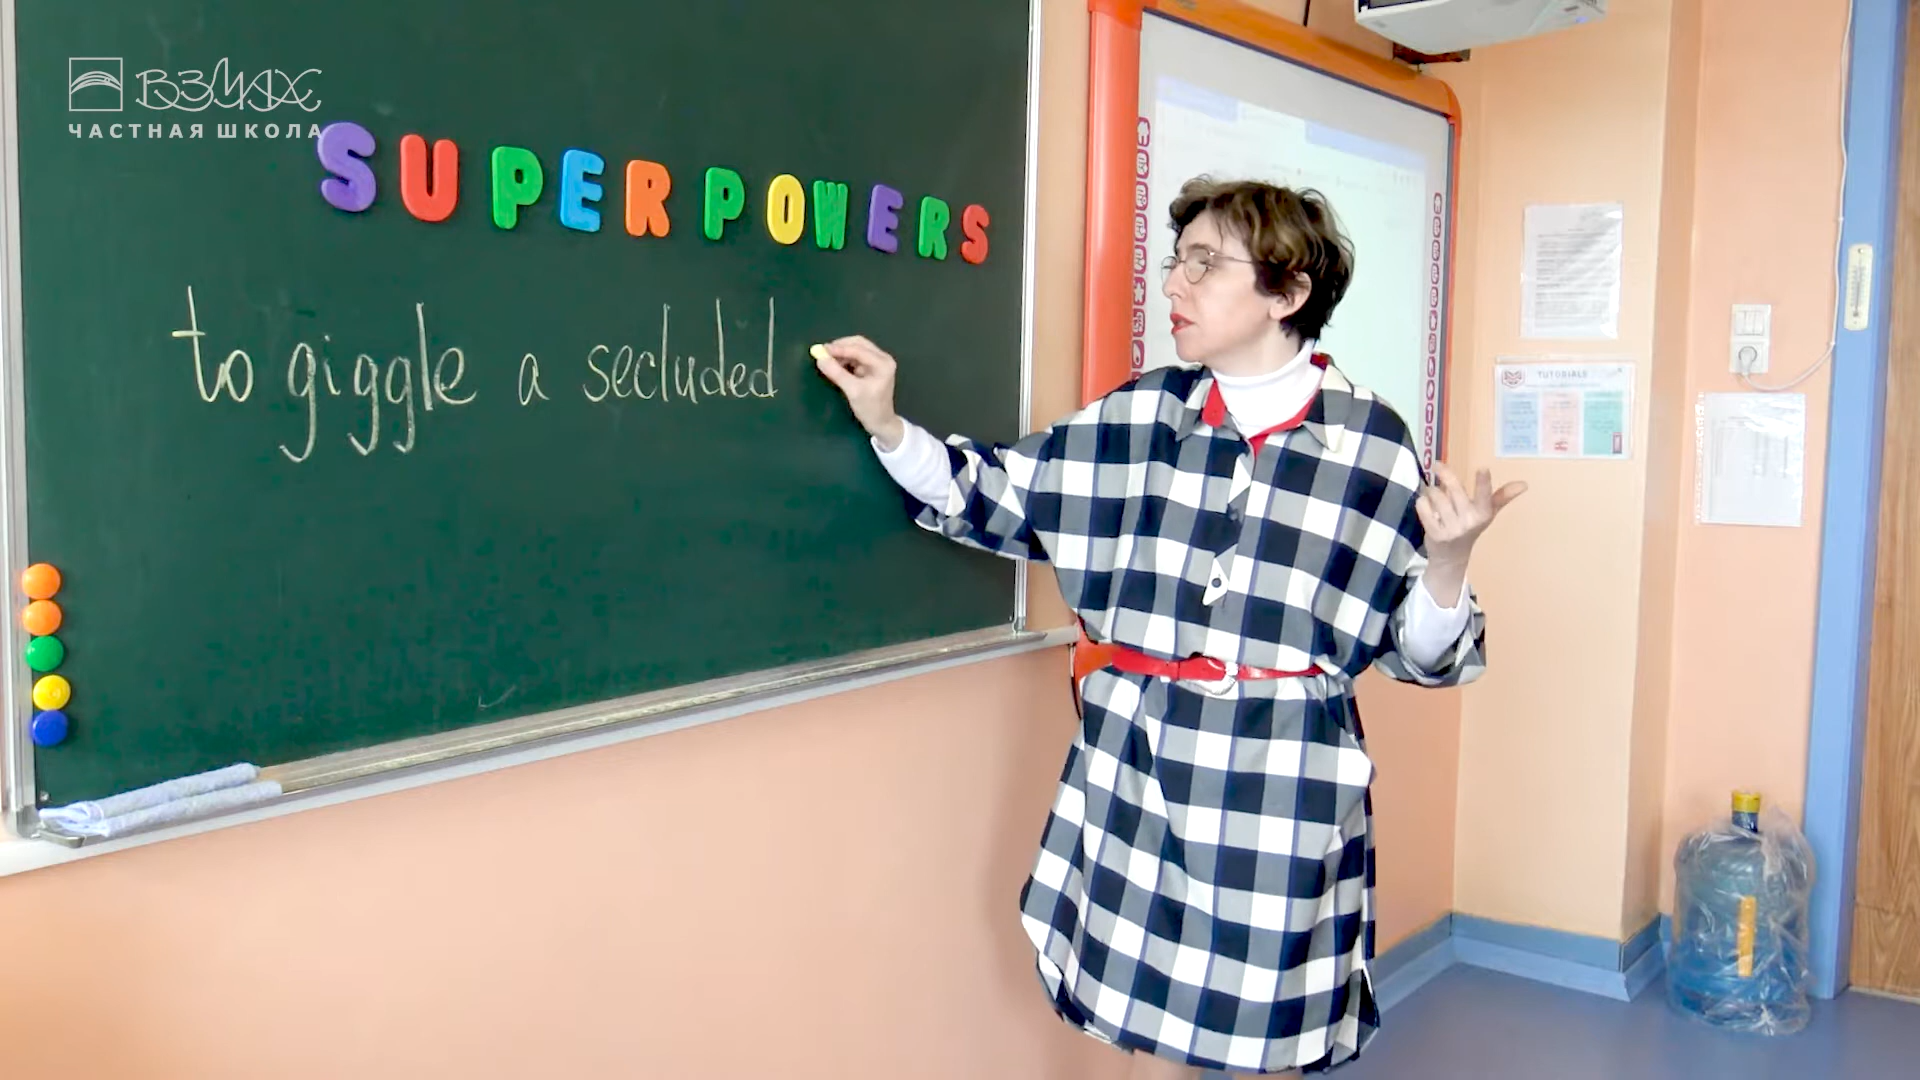 ВЗМАХ
ЧАСТНАЯ ШКОЛА
SUPERPOWERS
to giggle a secluded
TUTORIALS